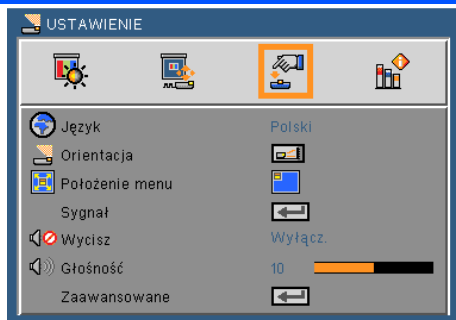 USTAWIENIE
Język Polski
Orientacja
Położenie menu
Sygnał
Wycisz Wyłącz.
Głośność 10
Zaawansowane